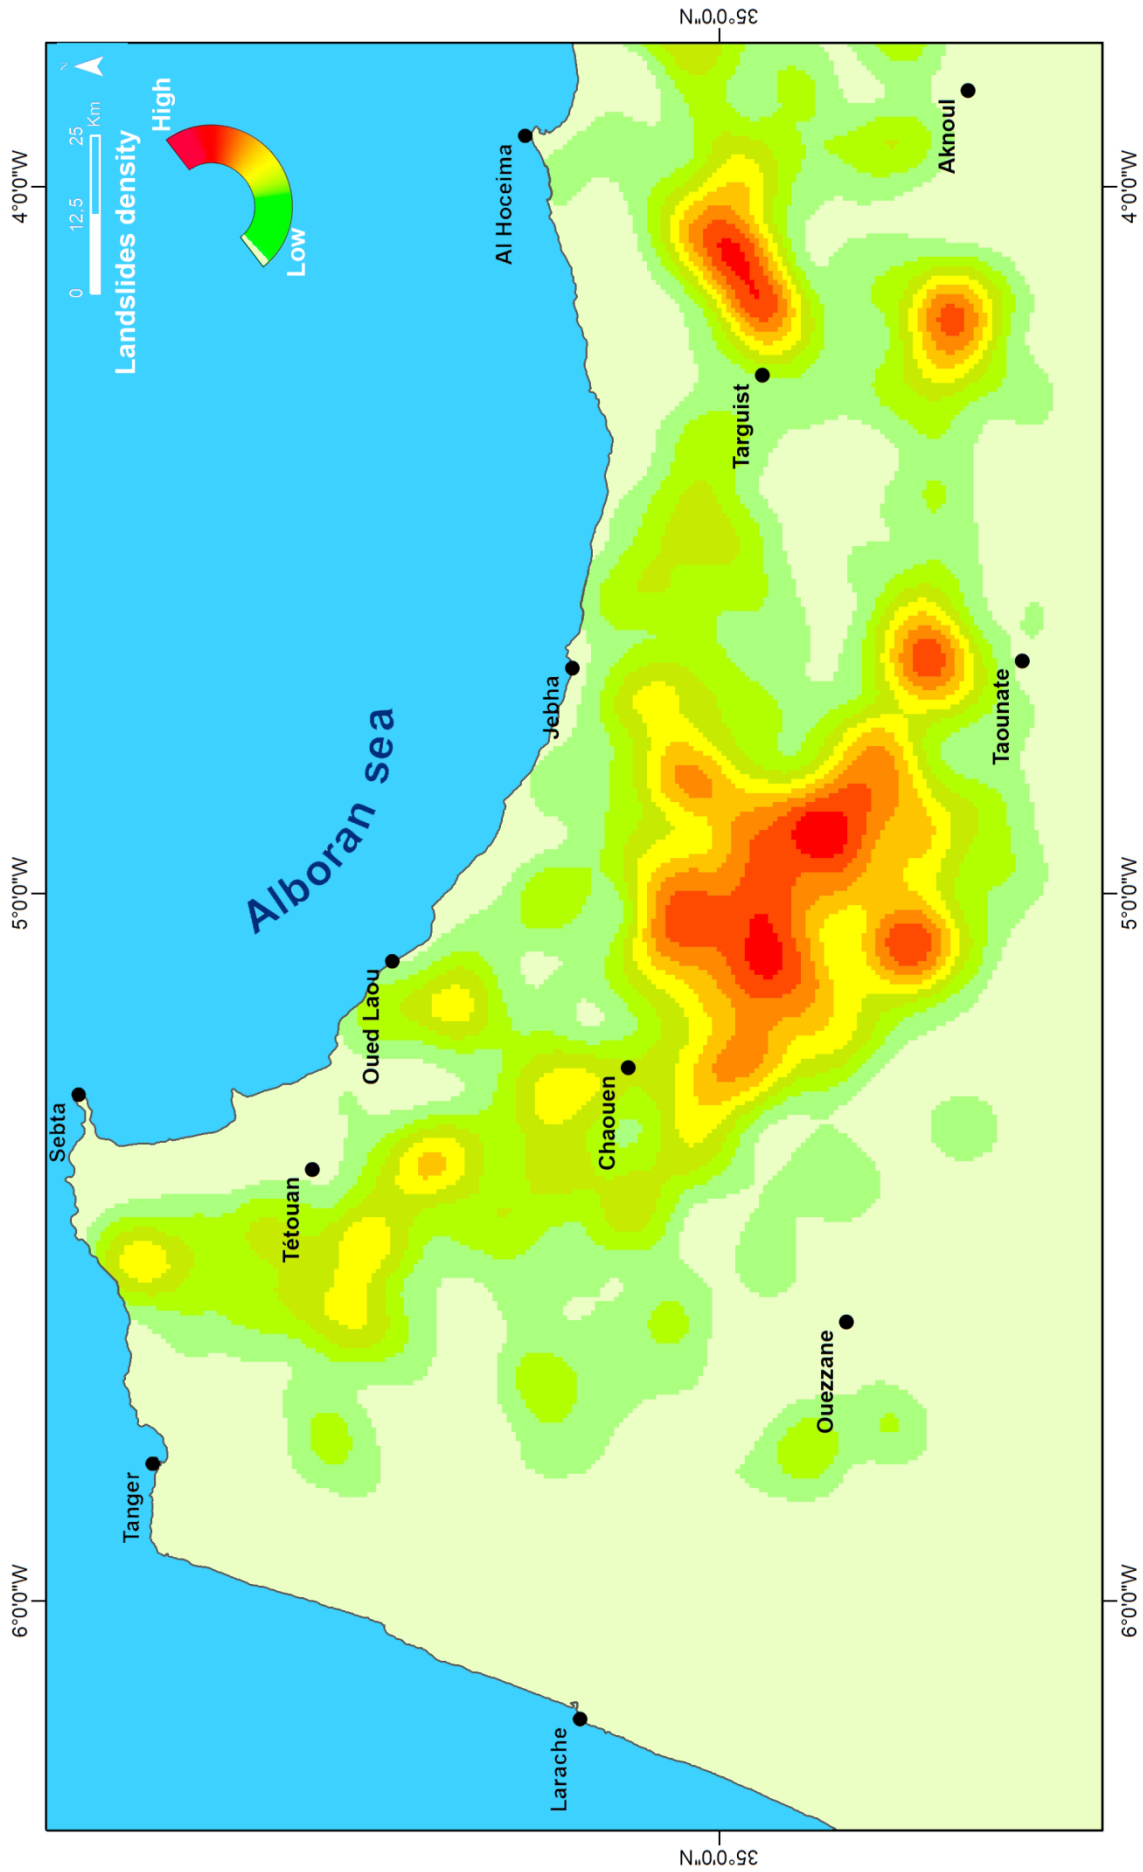 6°0'0"W
5°0'0"W
4°0'0"W
35°0'0"N
35°0'0"N
0
12.5
25
Km
N
Landslides density
High
Low
Sebta
Tanger
Tétouan
Alboran sea
Oued Laou
Al Hoceima
Jebha
Larache
Chaouen
Targuist
Ouezzane
Aknoul
Taounate
6°0'0"W
5°0'0"W
4°0'0"W